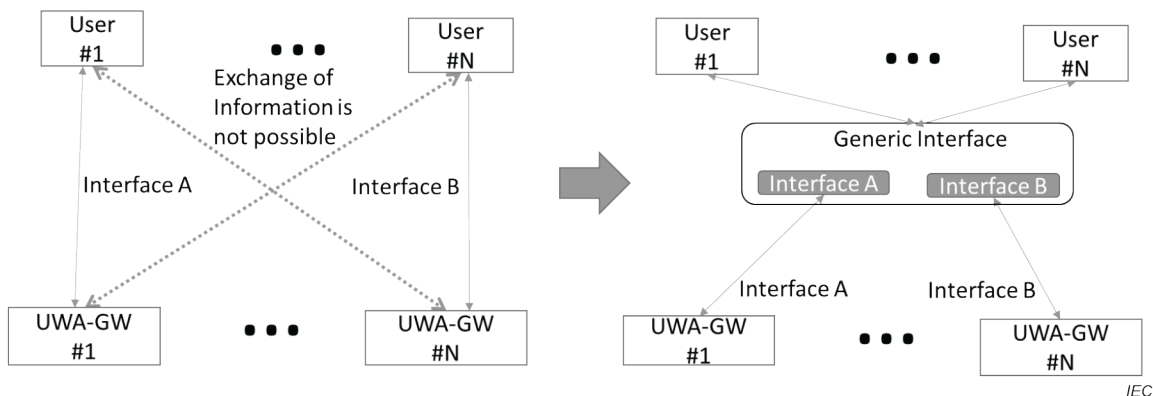 User
#1
User
#N
Exchange of
Information is
not possible
Interface A
Interface B
UWA-GW
#1
UWA-GW
#N
User
#1
User
#N
Generic Interface
Interface A
Interface B
Interface A
Interface B
UWA-GW
#1
UWA-GW
#N
IEC